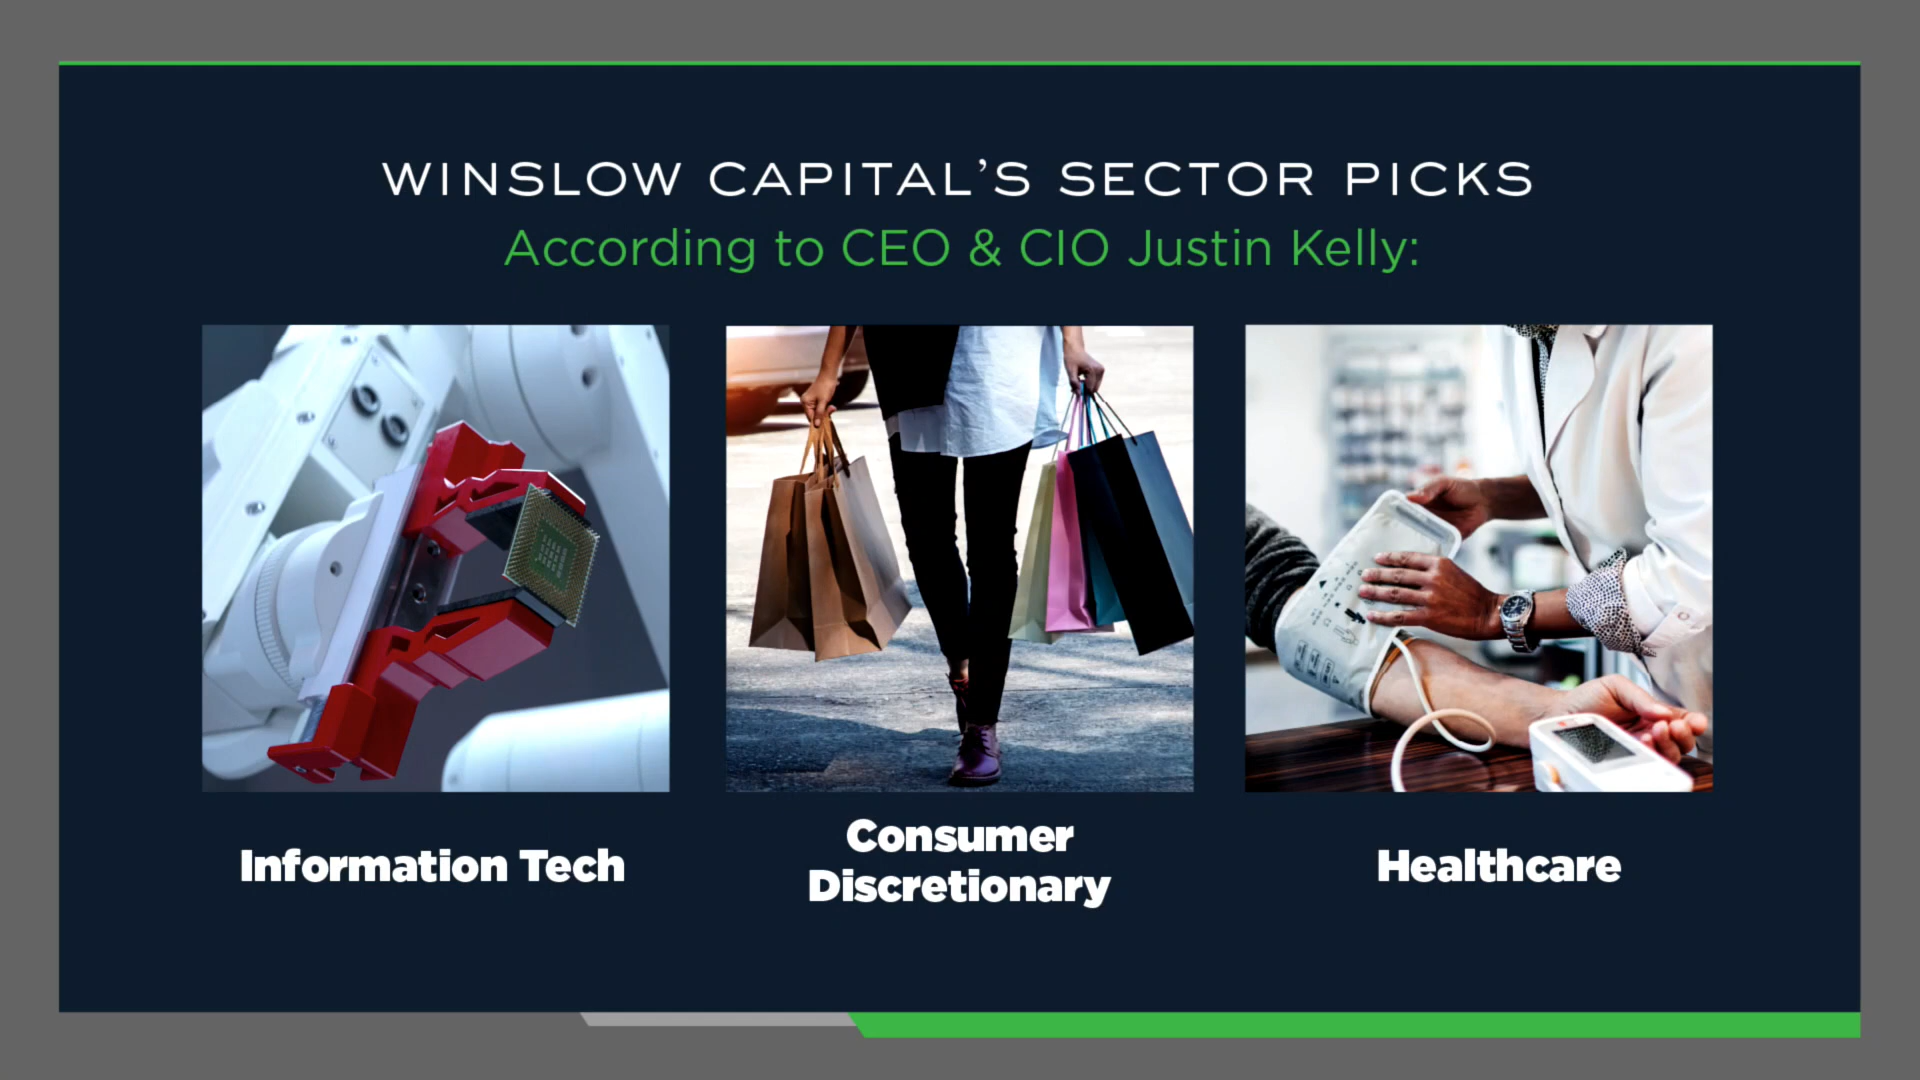 WINSLOW CAPITAL’S SECTOR PICKS
According to CEO & CIO Justin Kelly:
Information Tech
Consumer
Discretionary
Healthcare